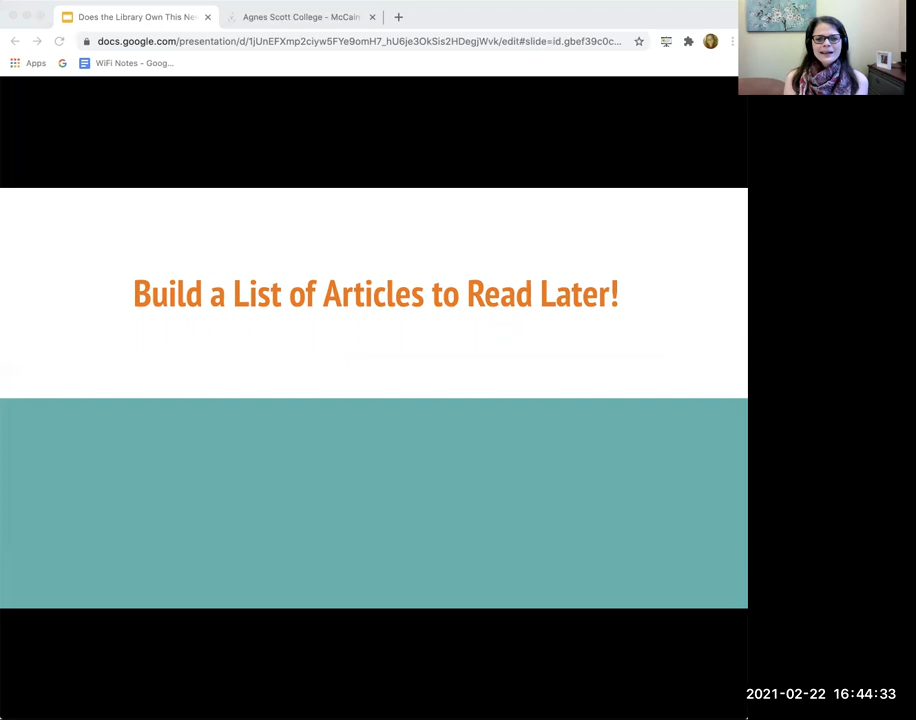 Does the Library Own This Ne
Agnes Scott College - McCain
docs.google.com/presentation/d/1jUnEFXmp2ciyw5FYe9omH7_hU6je3OkSis2HDegjWvk/edit#slide=id.gbef39c0c...
Apps
WiFi Notes - Goog...
Build a List of Articles to Read Later!
2021-02-22 16:44:33